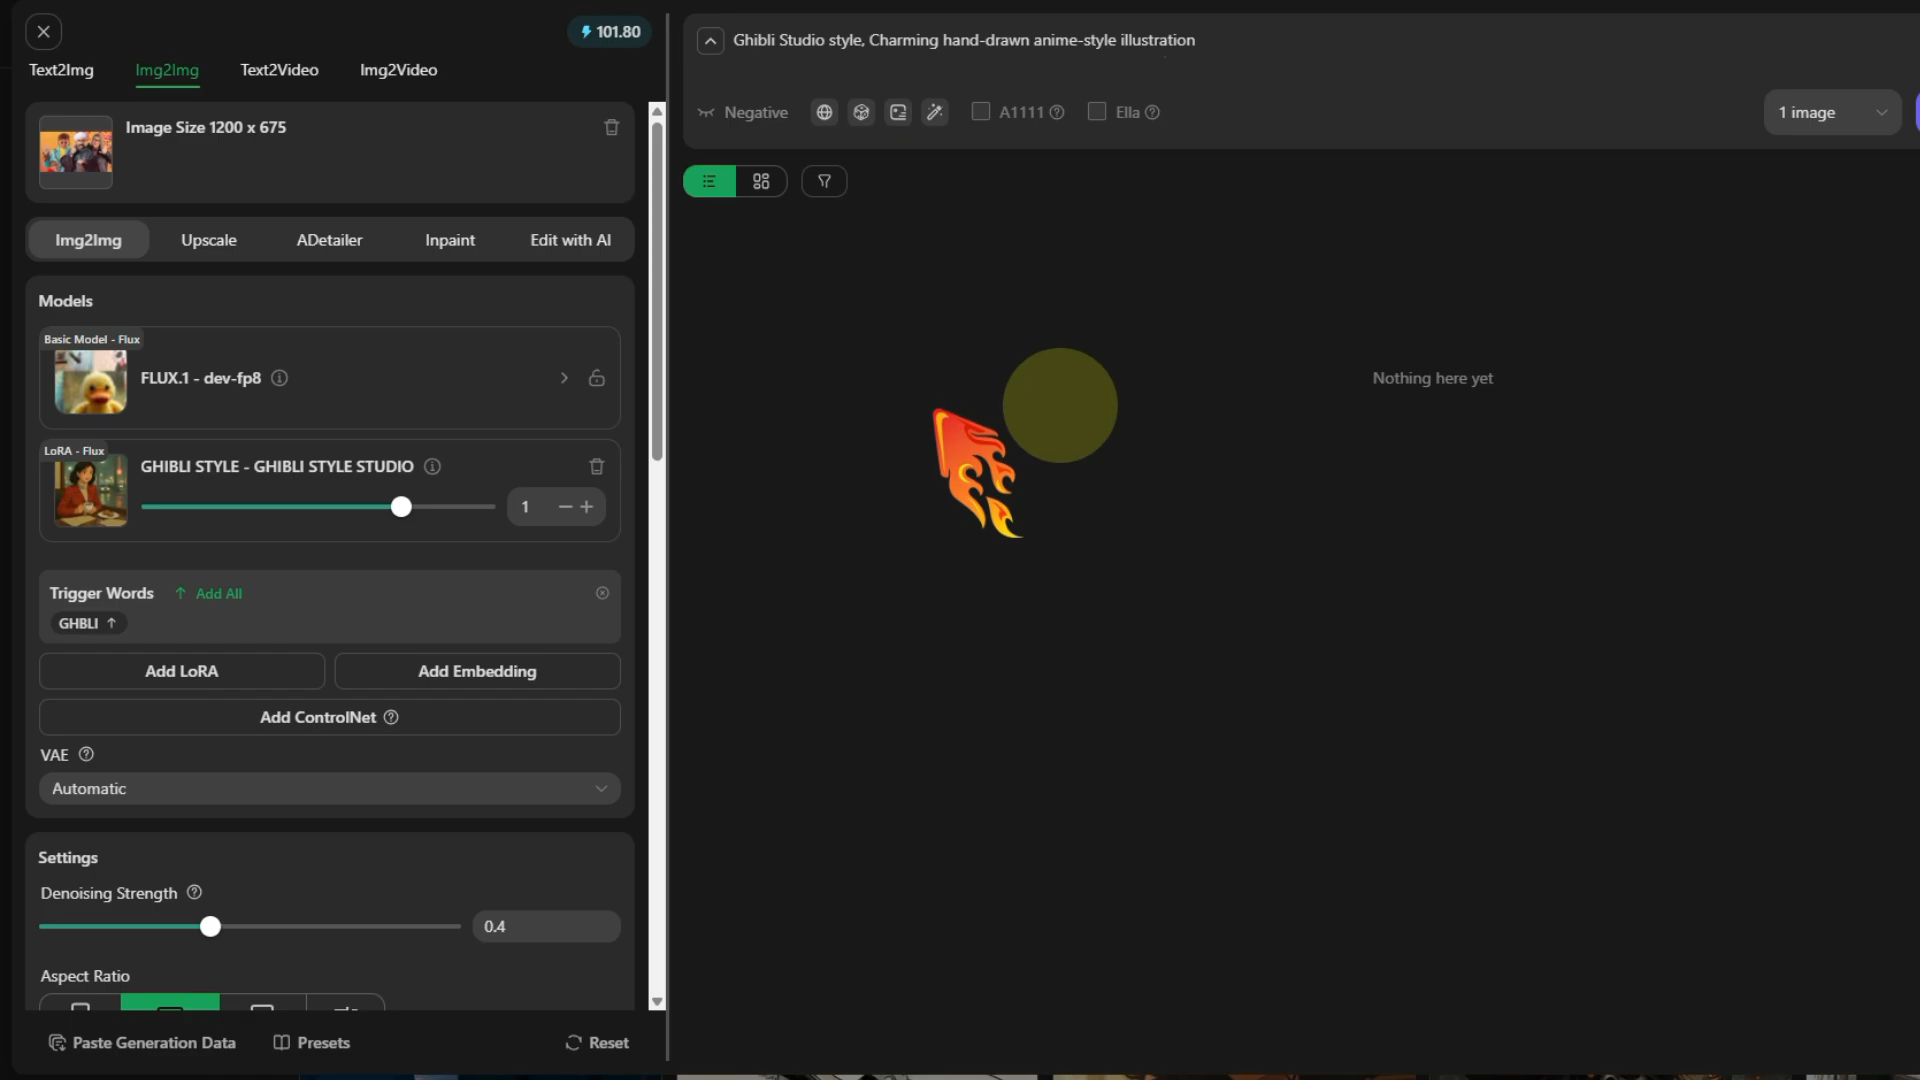 101.80
Text2Img
Img2Img
Text2Video
Img2Video
Image Size 1200 x 675
Img2Img
Upscale
ADetailer
Inpaint
Edit with AI
Models
Basic Model - Flux
FLUX.1 - dev-fp8
LoRA - Flux
GHIBLI STYLE - GHIBLI STYLE STUDIO
1
Trigger Words
Add All
GHBLI
Add LoRA
Add Embedding
Add ControlNet
VAE
Automatic
Settings
Denoising Strength
0.4
Aspect Ratio
Paste Generation Data
Presets
Reset
Ghibli Studio style, Charming hand-drawn anime-style illustration
Negative
A1111
Ella
1 image
Nothing here yet